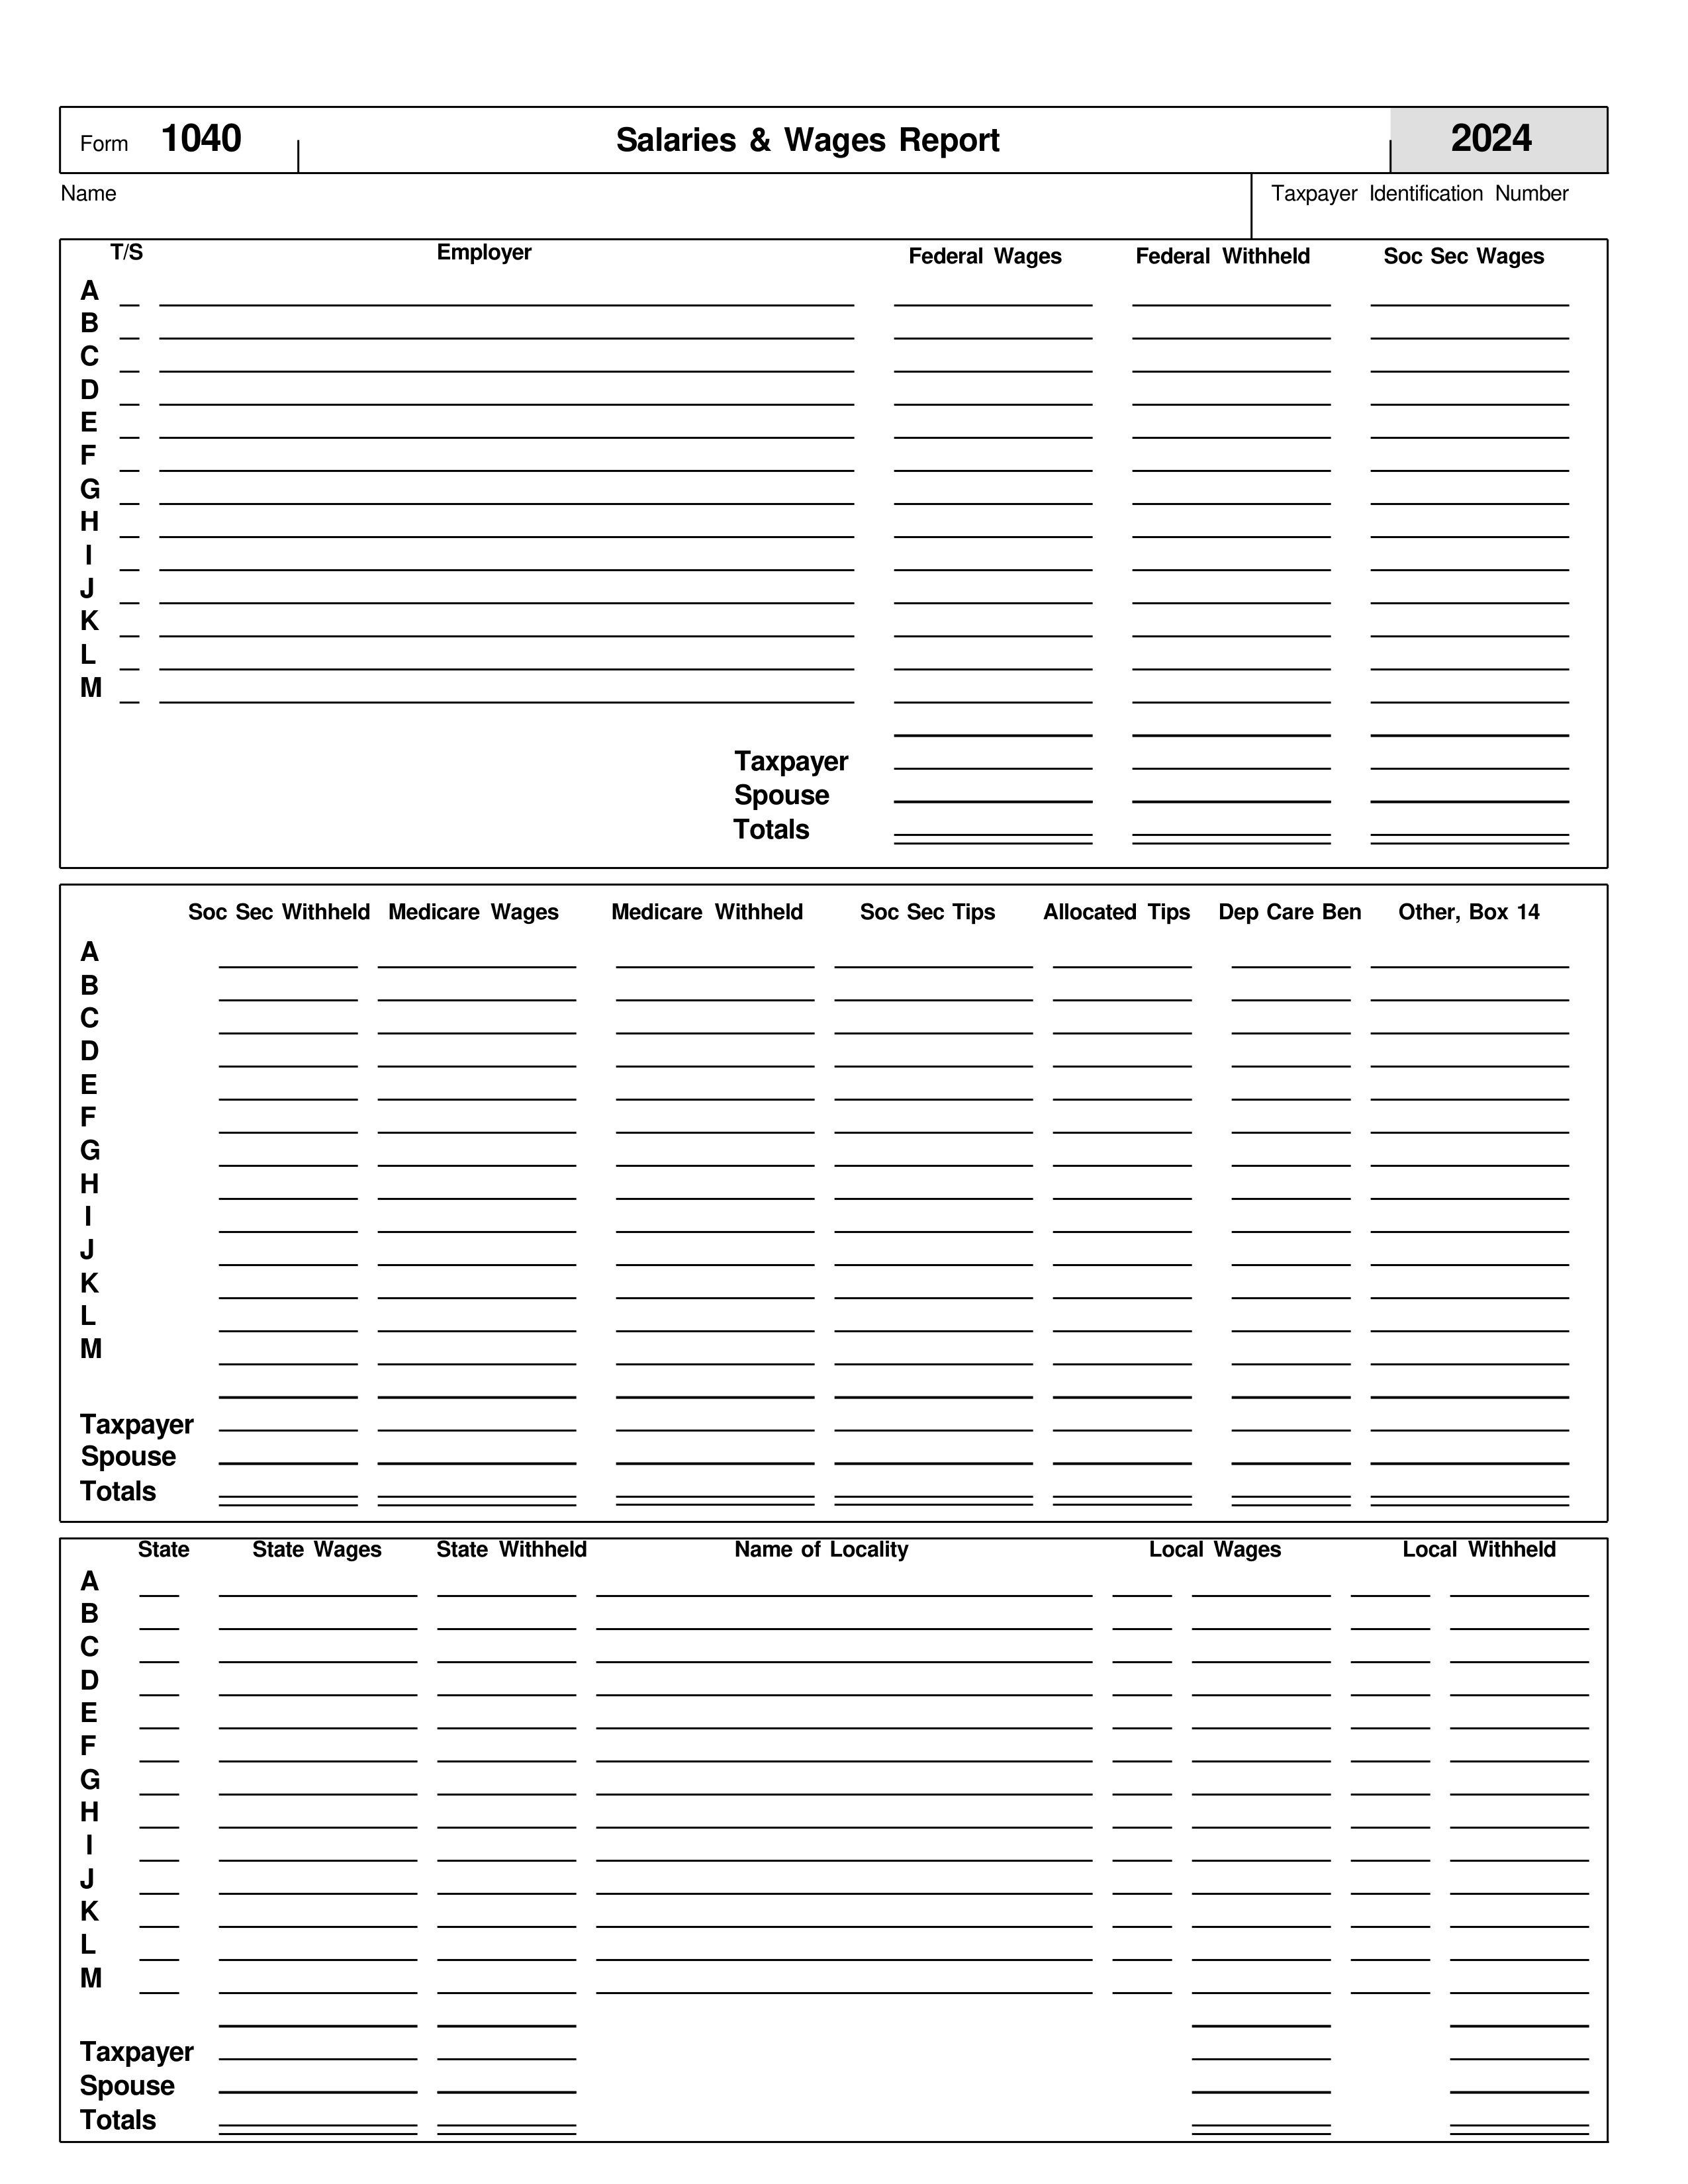 Form 1040 Salaries & Wages Report 2024
Name Taxpayer Identification Number
T/S Employer Federal Wages Federal Withheld Soc Sec Wages
A
B
C
D
E
F
G
H
I
J
K
L
M
Taxpayer
Spouse
Totals
Soc Sec Withheld Medicare Wages Medicare Withheld Soc Sec Tips Allocated Tips Dep Care Ben Other, Box 14
A
B
C
D
E
F
G
H
I
J
K
L
M
Taxpayer
Spouse
Totals
State State Wages State Withheld Name of Locality Local Wages Local Withheld
A
B
C
D
E
F
G
H
I
J
K
L
M
Taxpayer
Spouse
Totals